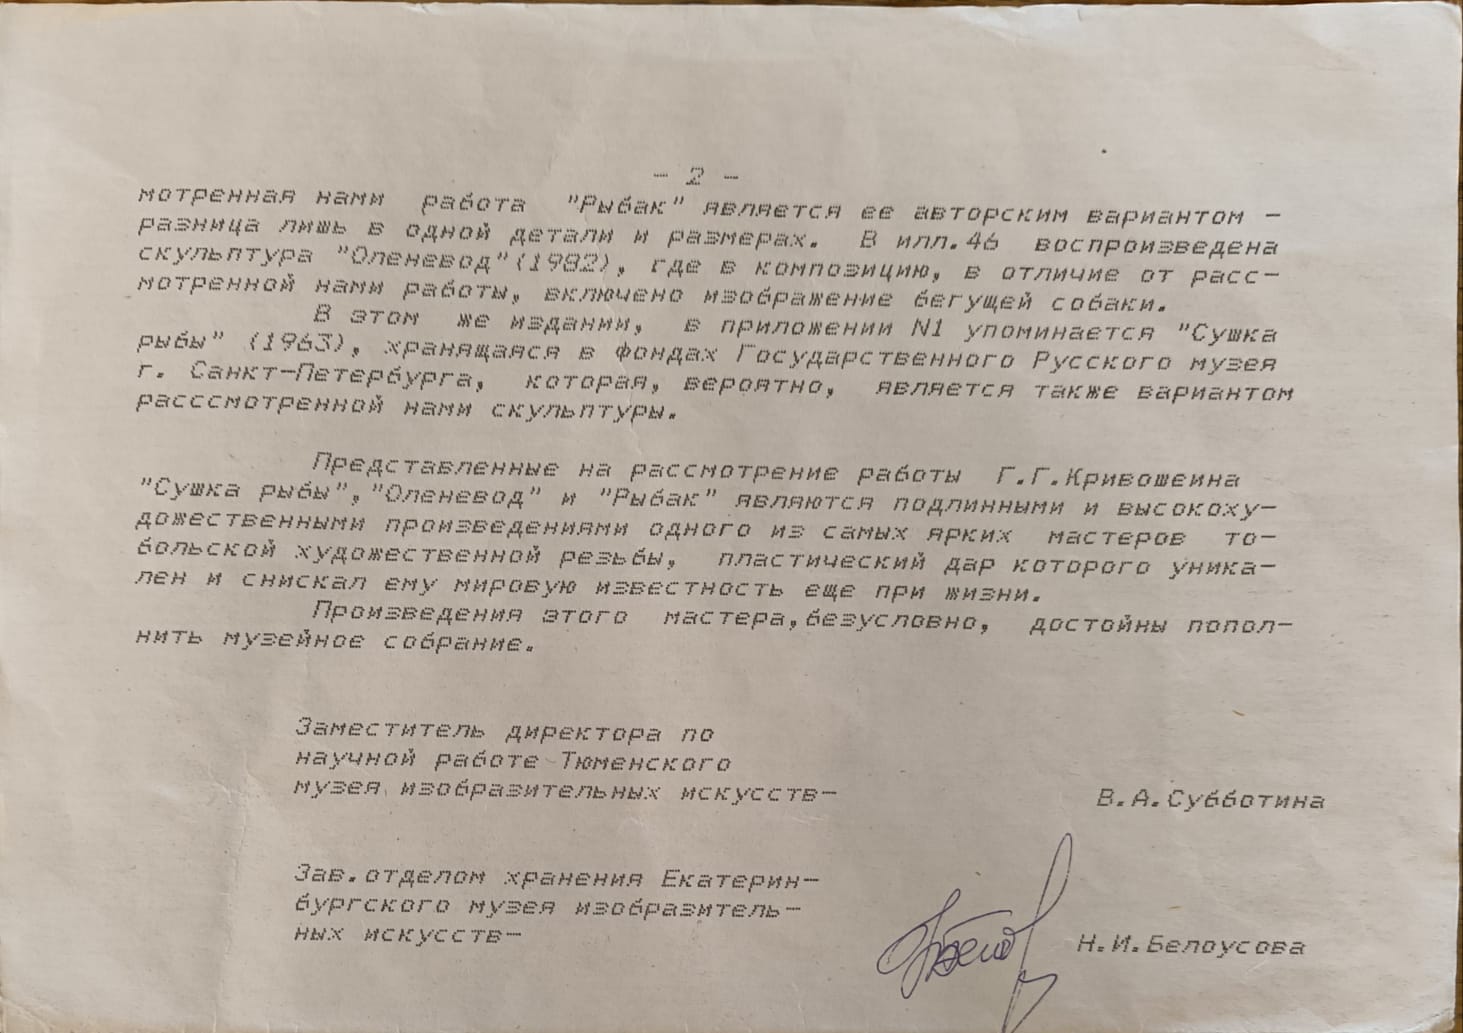 - 2 -
мотренная нами работа "Рыбак" является ее авторским вариантом -
разница лишь в одной детали и размерах. В илл.46 воспроизведена
скульптура "Оленевод"(1982), где в композицию, в отличие от расс-
мотренной нами работы, включено изображение бегущей собаки.
В этом же издании, в приложении N1 упоминается "Сушка
рыбы" (1963), хранящаяся в фондах Государственного Русского музея
г. Санкт-Петербурга, которая, вероятно, является также вариантом
расссмотренной нами скульптуры.
Представленные на рассмотрение работы Г.Г.Кривошеина
"Сушка рыбы","Оленевод" и "Рыбак" являются подлинными и высокоху-
дожественными произведениями одного из самых ярких мастеров то-
больской художественной резьбы, пластический дар которого уника-
лен и снискал ему мировую известность еще при жизни.
Произведения этого мастера,безусловно, достойны попол-
нить музейное собрание.
Заместитель директора по
научной работе Тюменского
музея изобразительных искусств-
В.А.Субботина
Зав.отделом хранения Екатерин-
бургского музея изобразитель-
ных искусств-
Н.И.Белоусова